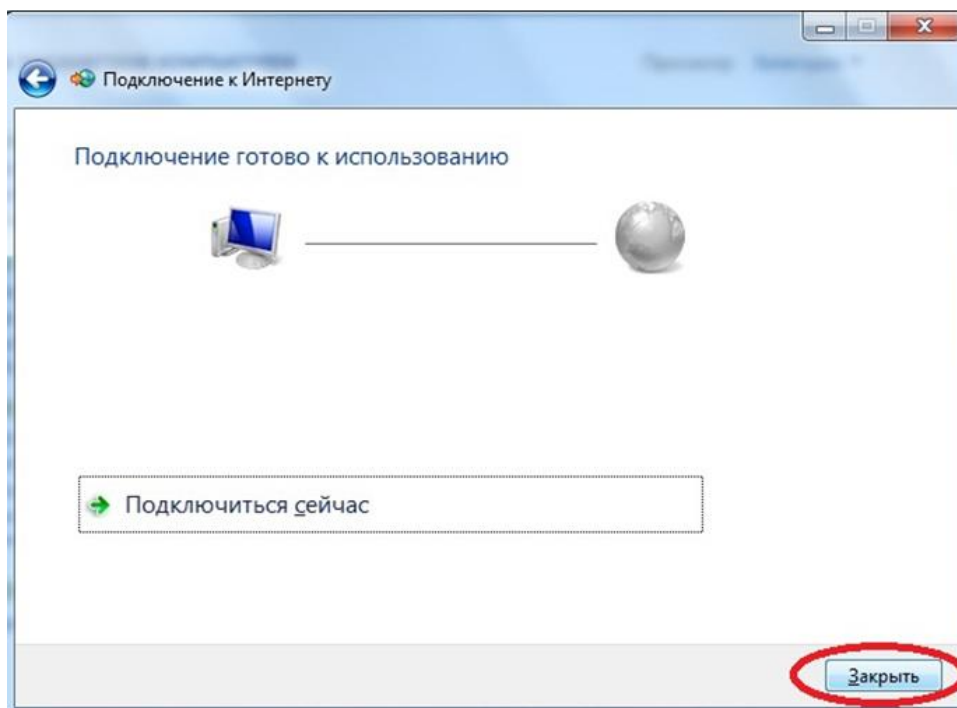 Подключение к Интернету
Подключение готово к использованию
Подключиться сейчас
Закрыть